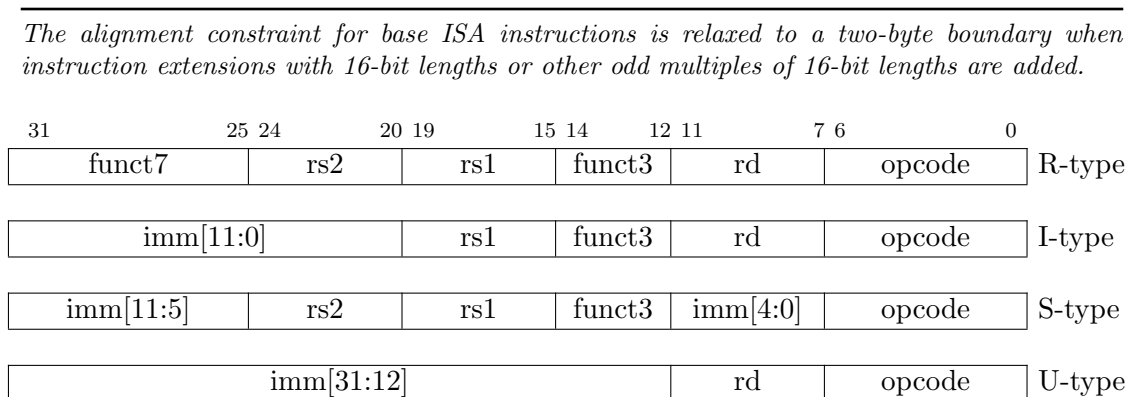 The alignment constraint for base ISA instructions is relaxed to a two-byte boundary when
instruction extensions with 16-bit lengths or other odd multiples of 16-bit lengths are added.
31 25 24 20 19 15 14 12 11 7 6 0
funct7 rs2 rs1 funct3 rd opcode R-type
imm[11:0] rs1 funct3 rd opcode I-type
imm[11:5] rs2 rs1 funct3 imm[4:0] opcode S-type
imm[31:12] rd opcode U-type